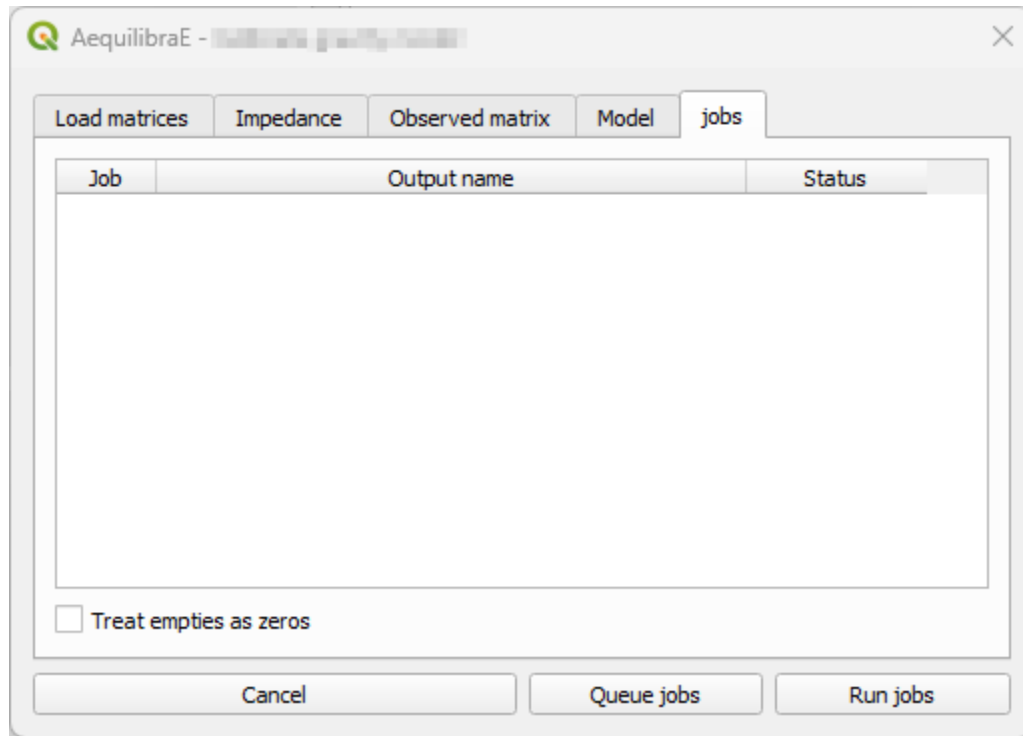 AequilibraE -
Load matrices Impedance Observed matrix Model jobs
Job Output name Status
Treat empties as zeros
Cancel Queue jobs Run jobs